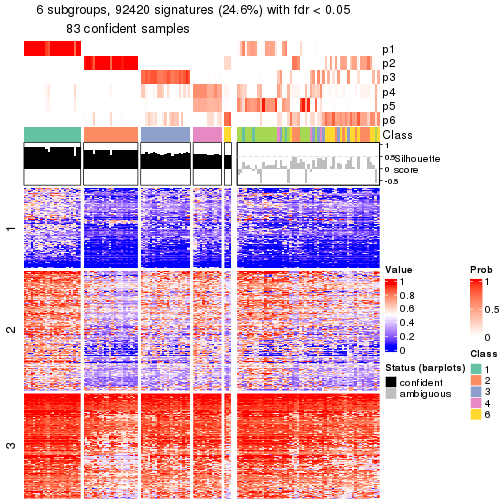 6 subgroups, 92420 signatures (24.6%) with fdr < 0.05
83 confident samples
p1
p2
p3
p4
p5
p6
Class
1
0.5
0
-0.5
Silhouette
score
1
2
3
Value
1
0.8
0.6
0.4
0.2
0
Status (barplots)
confident
ambiguous
Prob
1
0.5
0
Class
1
2
3
4
5
6